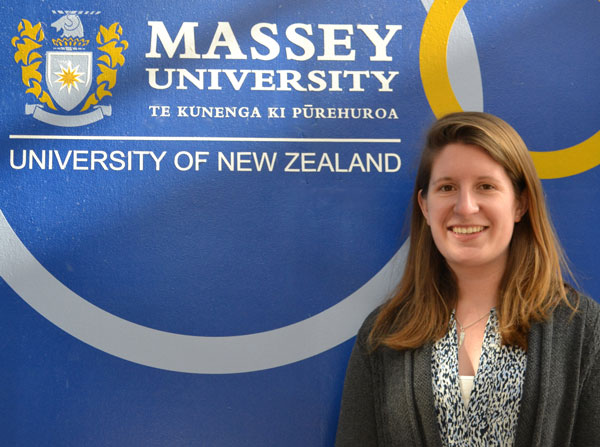 MASSEY
UNIVERSITY
TE KUNENGA KI PŪREHUROA
UNIVERSITY OF NEW ZEALAND